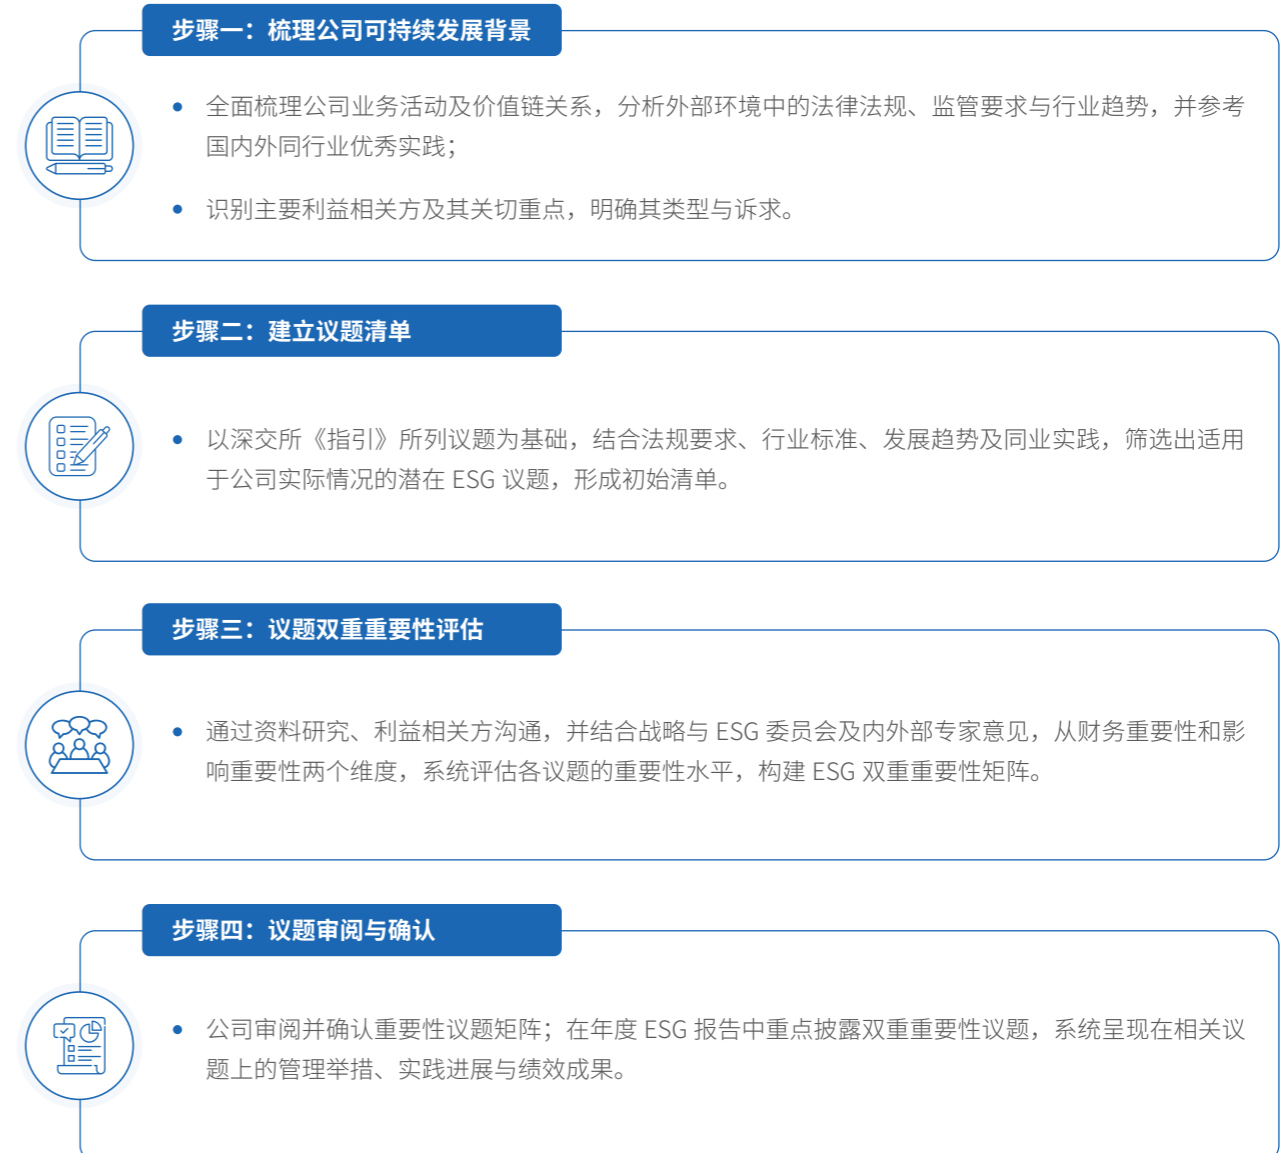 步骤一：梳理公司可持续发展背景
• 全面梳理公司业务活动及价值链关系，分析外部环境中的法律法规、监管要求与行业趋势，并参考
国内外同行业优秀实践；
• 识别主要利益相关方及其关切重点，明确其类型与诉求。
步骤二：建立议题清单
• 以深交所《指引》所列议题为基础，结合法规要求、行业标准、发展趋势及同业实践，筛选出适用
于公司实际情况的潜在 ESG 议题，形成初始清单。
步骤三：议题双重重要性评估
• 通过资料研究、利益相关方沟通，并结合战略与 ESG 委员会及内外部专家意见，从财务重要性和影
响重要性两个维度，系统评估各议题的重要性水平，构建 ESG 双重重要性矩阵。
步骤四：议题审阅与确认
• 公司审阅并确认重要性议题矩阵；在年度 ESG 报告中重点披露双重重要性议题，系统呈现在相关议
题上的管理举措、实践进展与绩效成果。